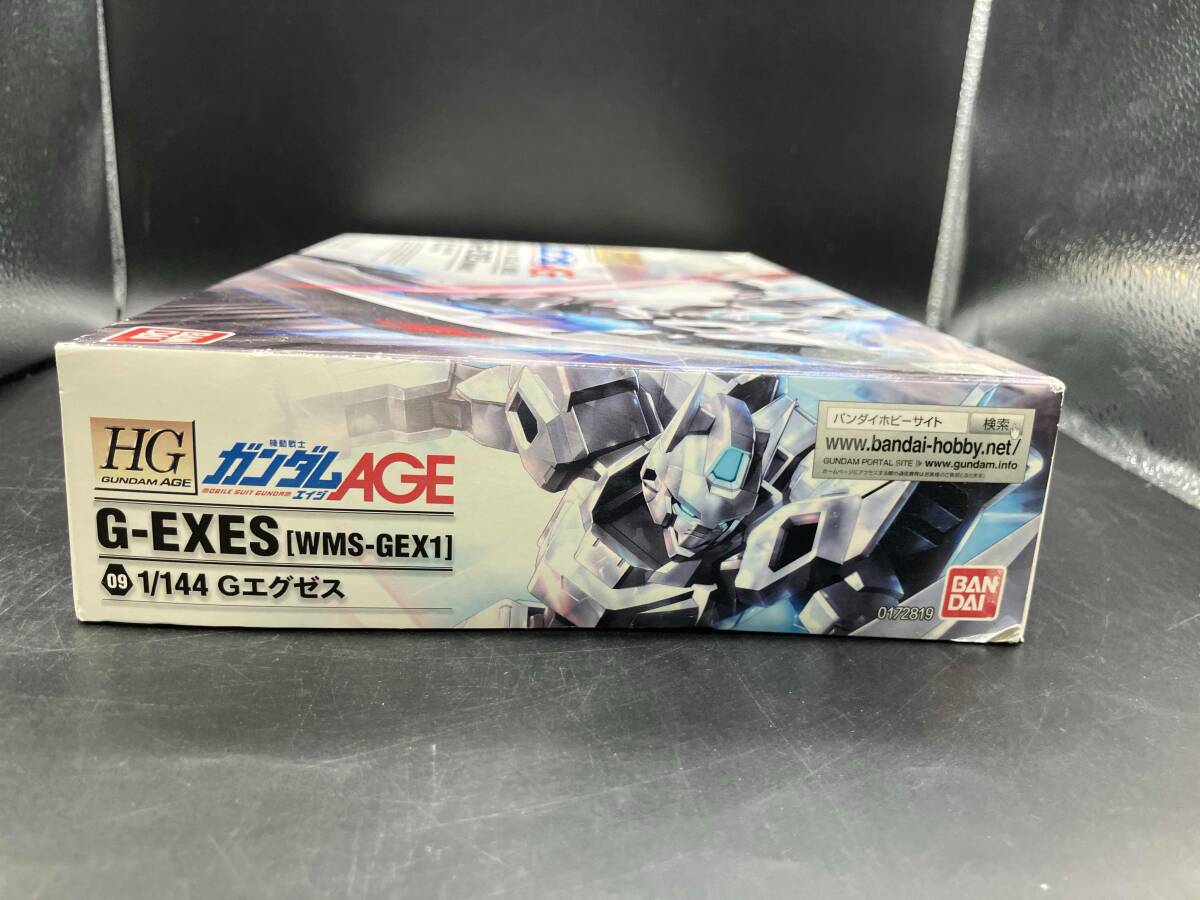 HG
GUNDAM AGE
機動戦士
ガンダムAGE
MOBILE SUIT GUNDAM エイジ
G-EXES [WMS-GEX1]
09 1/144 Gエグゼス
バンダイホビーサイト 検索
www.bandai-hobby.net/
GUNDAM PORTAL SITE www.gundam.info
BAN
DAI
0172819